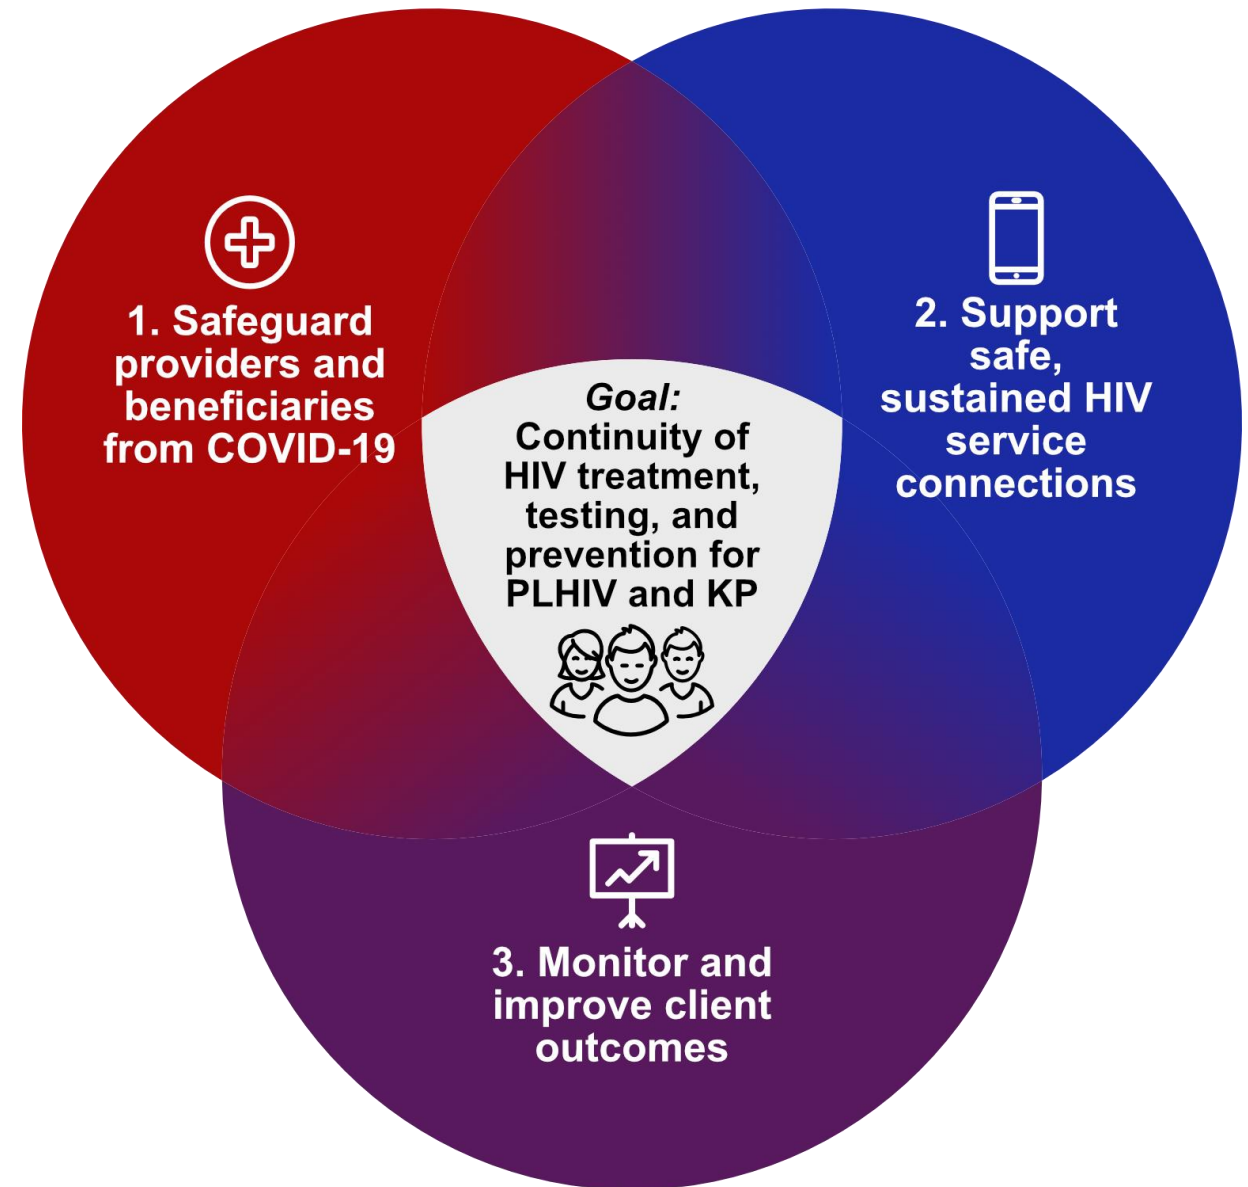 1. Safeguard
providers and
beneficiaries
from COVID-19
2. Support
safe,
sustained HIV
service
connections
Goal:
Continuity of
HIV treatment,
testing, and
prevention for
PLHIV and KP
3. Monitor and
improve client
outcomes